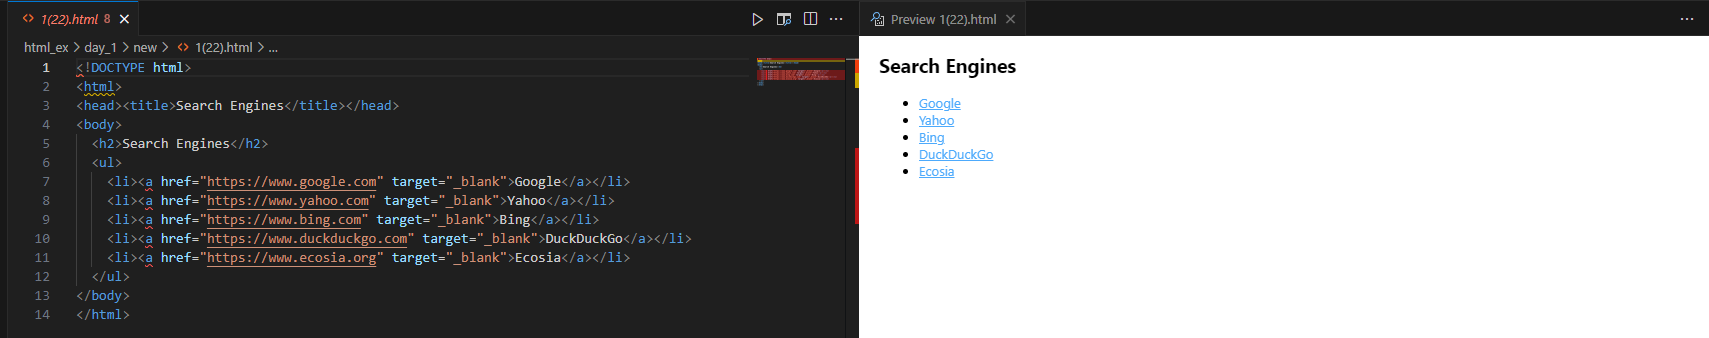 1(22).html 8
html_ex > day_1 > new > <> 1(22).html > ...
1 <!DOCTYPE html>
2 <html>
3 <head><title>Search Engines</title></head>
4 <body>
5 <h2>Search Engines</h2>
6 <ul>
7 <li><a href="https://www.google.com" target="_blank">Google</a></li>
8 <li><a href="https://www.yahoo.com" target="_blank">Yahoo</a></li>
9 <li><a href="https://www.bing.com" target="_blank">Bing</a></li>
10 <li><a href="https://www.duckduckgo.com" target="_blank">DuckDuckGo</a></li>
11 <li><a href="https://www.ecosia.org" target="_blank">Ecosia</a></li>
12 </ul>
13 </body>
14 </html>
Preview 1(22).html
Search Engines
• Google
• Yahoo
• Bing
• DuckDuckGo
• Ecosia